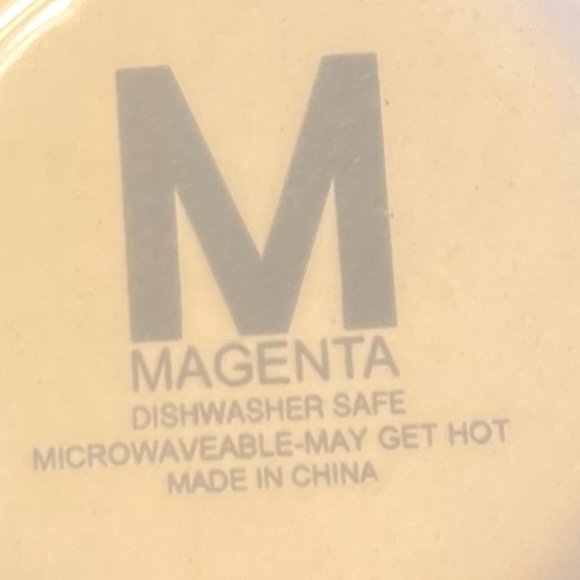 M
MAGENTA
DISHWASHER SAFE
MICROWAVEABLE-MAY GET HOT
MADE IN CHINA